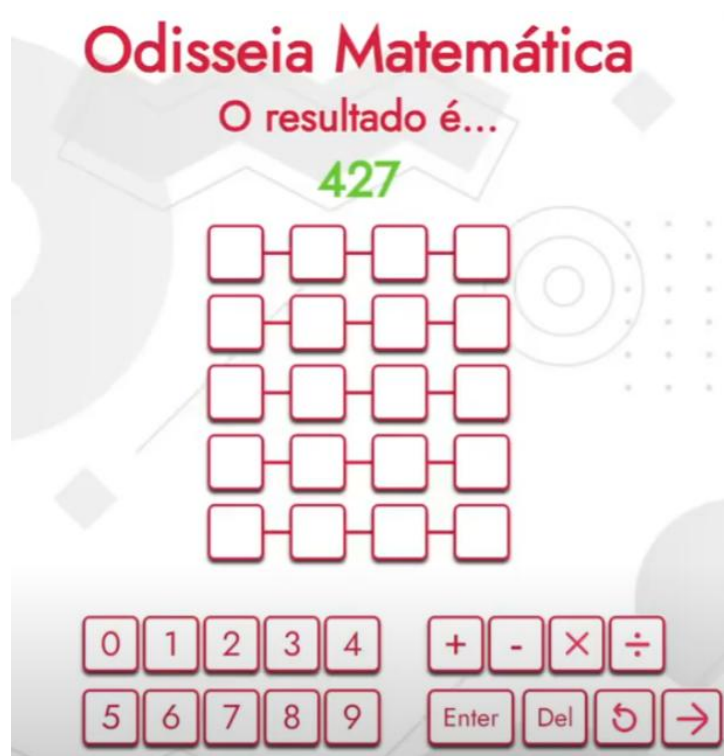 Odisseia Matemática
O resultado é...
427
0 1 2 3 4 + - × ÷
5 6 7 8 9 Enter Del